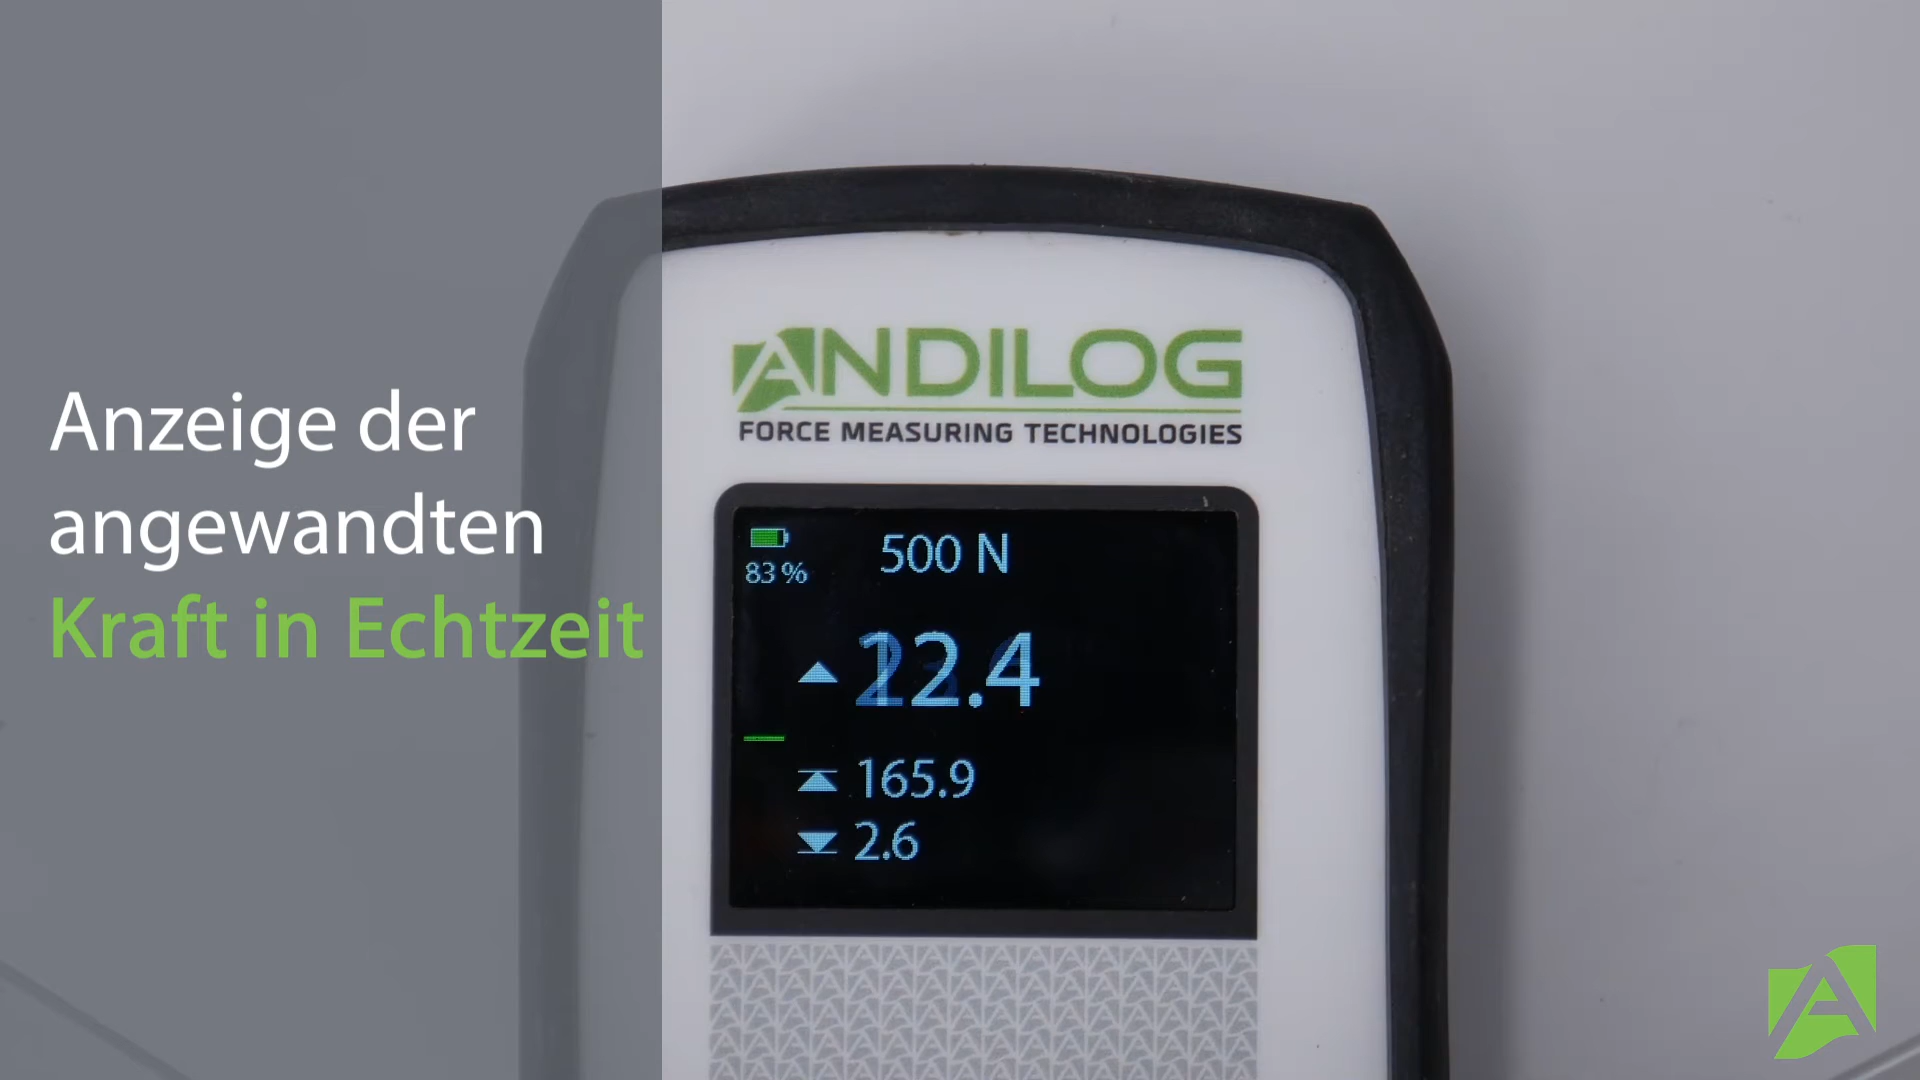 Anzeige der
angewandten
Kraft in Echtzeit
ANDILOG
FORCE MEASURING TECHNOLOGIES
83 %
500 N
12.4
165.9
2.6